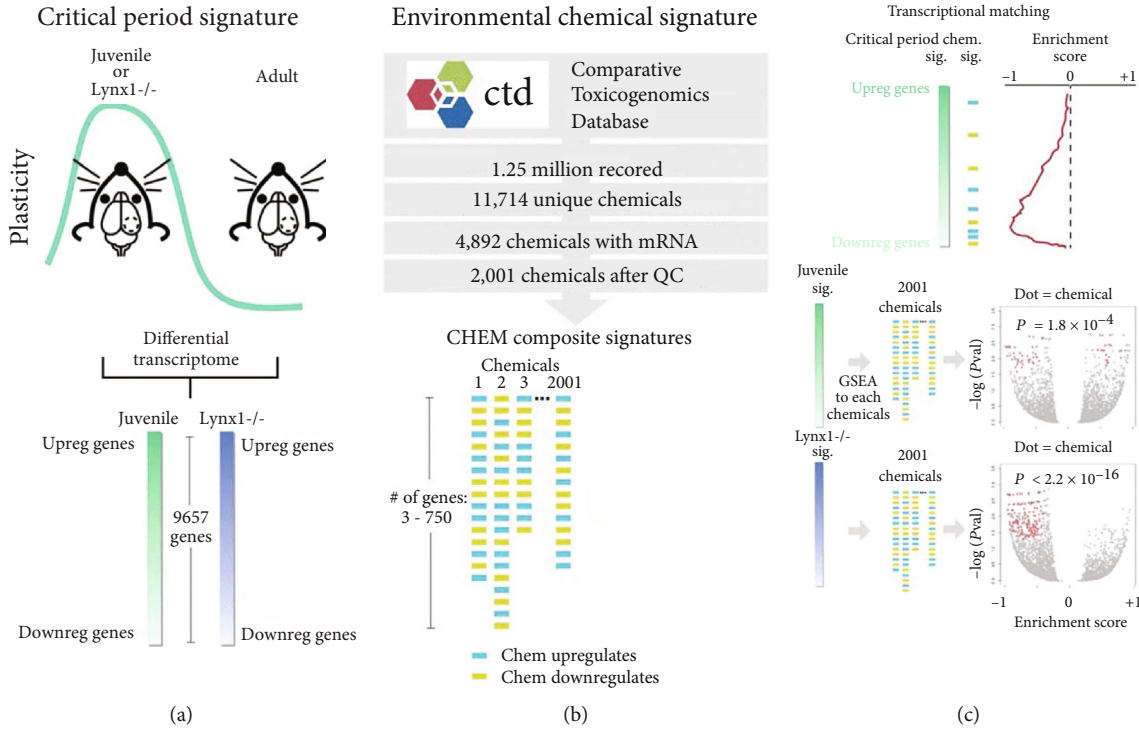 Critical period signature
Juvenile
or
Lynx1-/-
Adult
Plasticity
Differential
transcriptome
Juvenile
Lynx1-/-
Upreg genes
Upreg genes
9657
genes
Downreg genes
Downreg genes
(a)
Environmental chemical signature
ctd
Comparative
Toxicogenomics
Database
1.25 million recored
11,714 unique chemicals
4,892 chemicals with mRNA
2,001 chemicals after QC
CHEM composite signatures
Chemicals
1 2 3 ••• 2001
# of genes:
3 - 750
Chem upregulates
Chem downregulates
(b)
Transcriptional matching
Critical period chem.
sig. sig.
Enrichment
score
−1 0 +1
Upreg genes
Downreg genes
Juvenile
sig.
2001
chemicals
GSEA
to each
chemicals
Dot = chemical
P = 1.8 × 10⁻⁴
−log (Pval)
Lynx1-/-
sig.
2001
chemicals
Dot = chemical
P < 2.2 × 10⁻¹⁶
−log (Pval)
−1 0 +1
Enrichment score
(c)